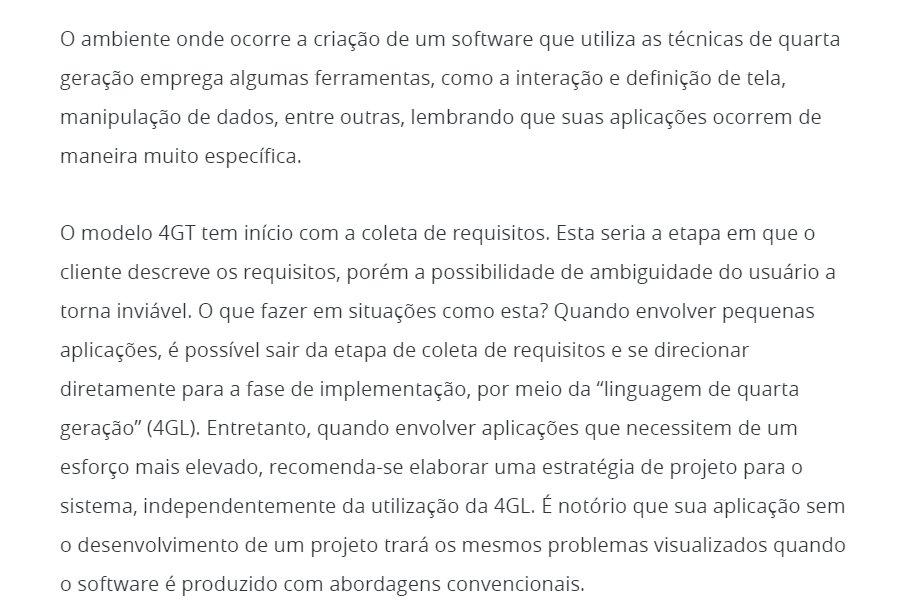 O ambiente onde ocorre a criação de um software que utiliza as técnicas de quarta
geração emprega algumas ferramentas, como a interação e definição de tela,
manipulação de dados, entre outras, lembrando que suas aplicações ocorrem de
maneira muito específica.
O modelo 4GT tem início com a coleta de requisitos. Esta seria a etapa em que o
cliente descreve os requisitos, porém a possibilidade de ambiguidade do usuário a
torna inviável. O que fazer em situações como esta? Quando envolver pequenas
aplicações, é possível sair da etapa de coleta de requisitos e se direcionar
diretamente para a fase de implementação, por meio da “linguagem de quarta
geração” (4GL). Entretanto, quando envolver aplicações que necessitem de um
esforço mais elevado, recomenda-se elaborar uma estratégia de projeto para o
sistema, independentemente da utilização da 4GL. É notório que sua aplicação sem
o desenvolvimento de um projeto trará os mesmos problemas visualizados quando
o software é produzido com abordagens convencionais.